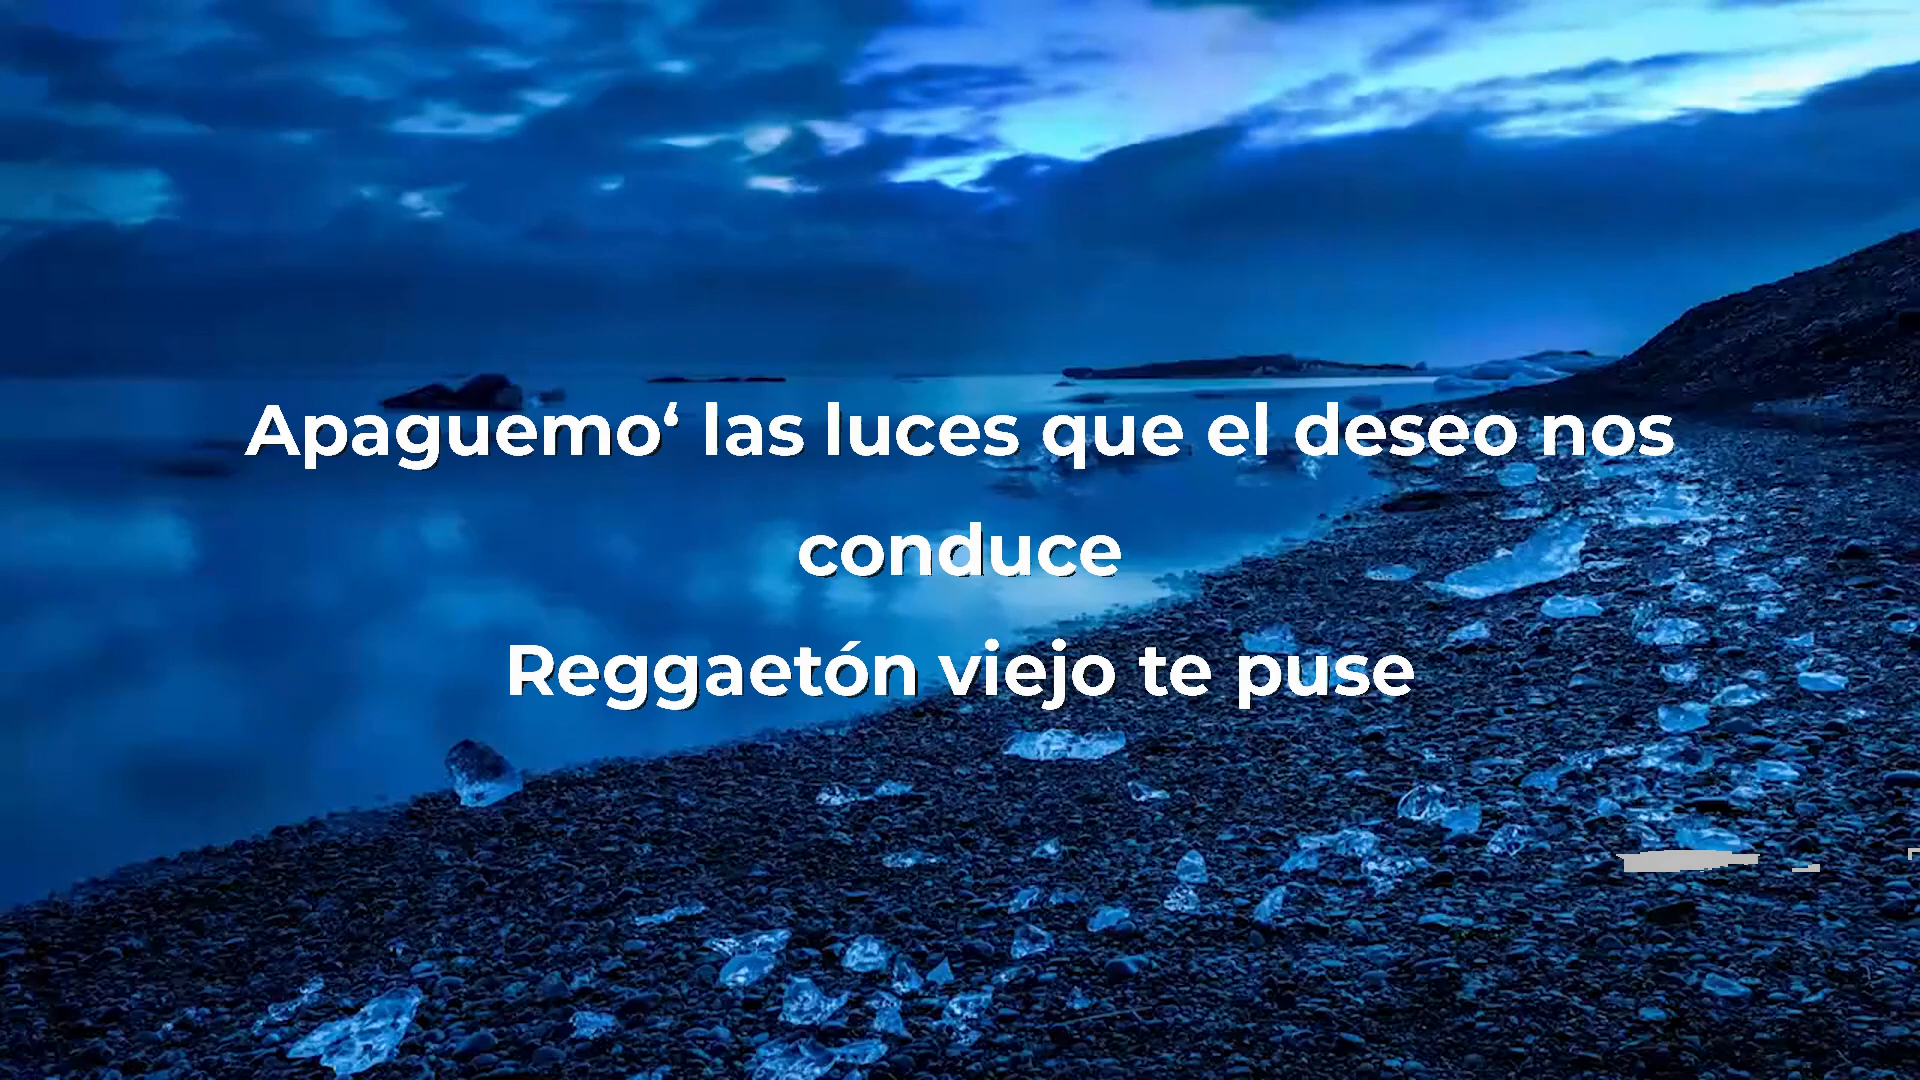 Apaguemo‘ las luces que el deseo nos
conduce
Reggaetón viejo te puse